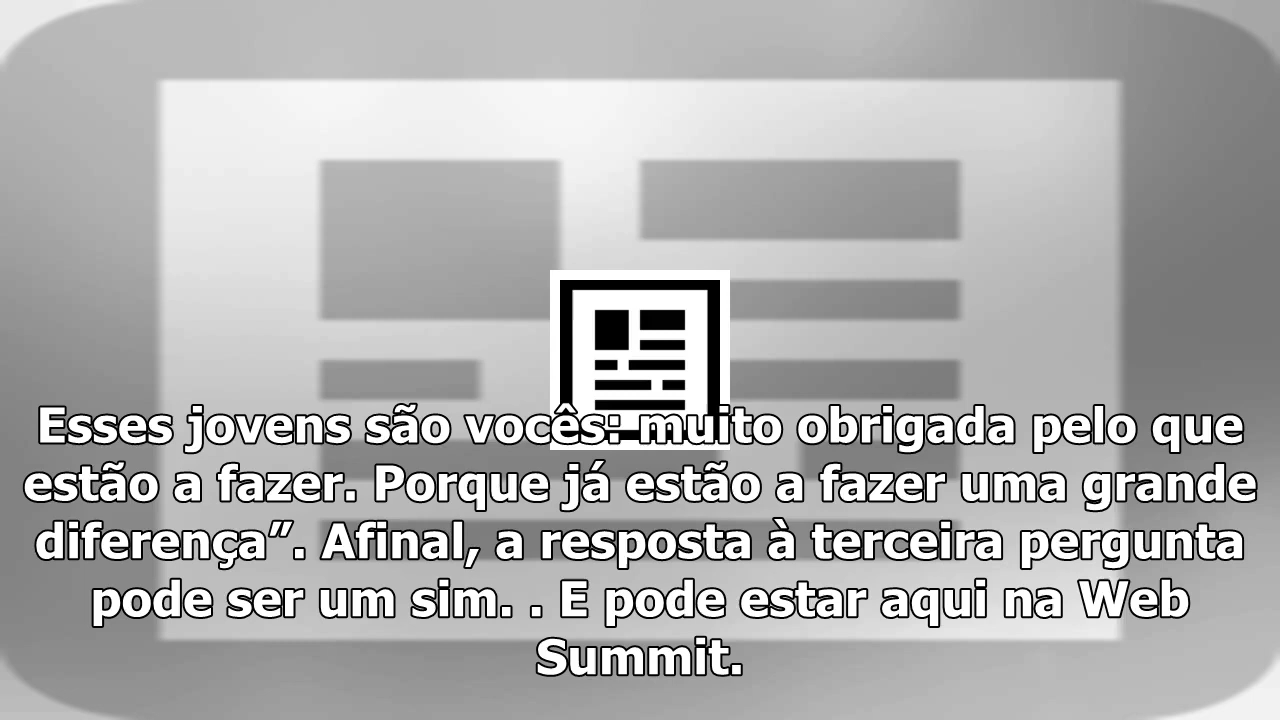 Esses jovens são vocês: muito obrigada pelo que
estão a fazer. Porque já estão a fazer uma grande
diferença”. Afinal, a resposta à terceira pergunta
pode ser um sim. . E pode estar aqui na Web
Summit.